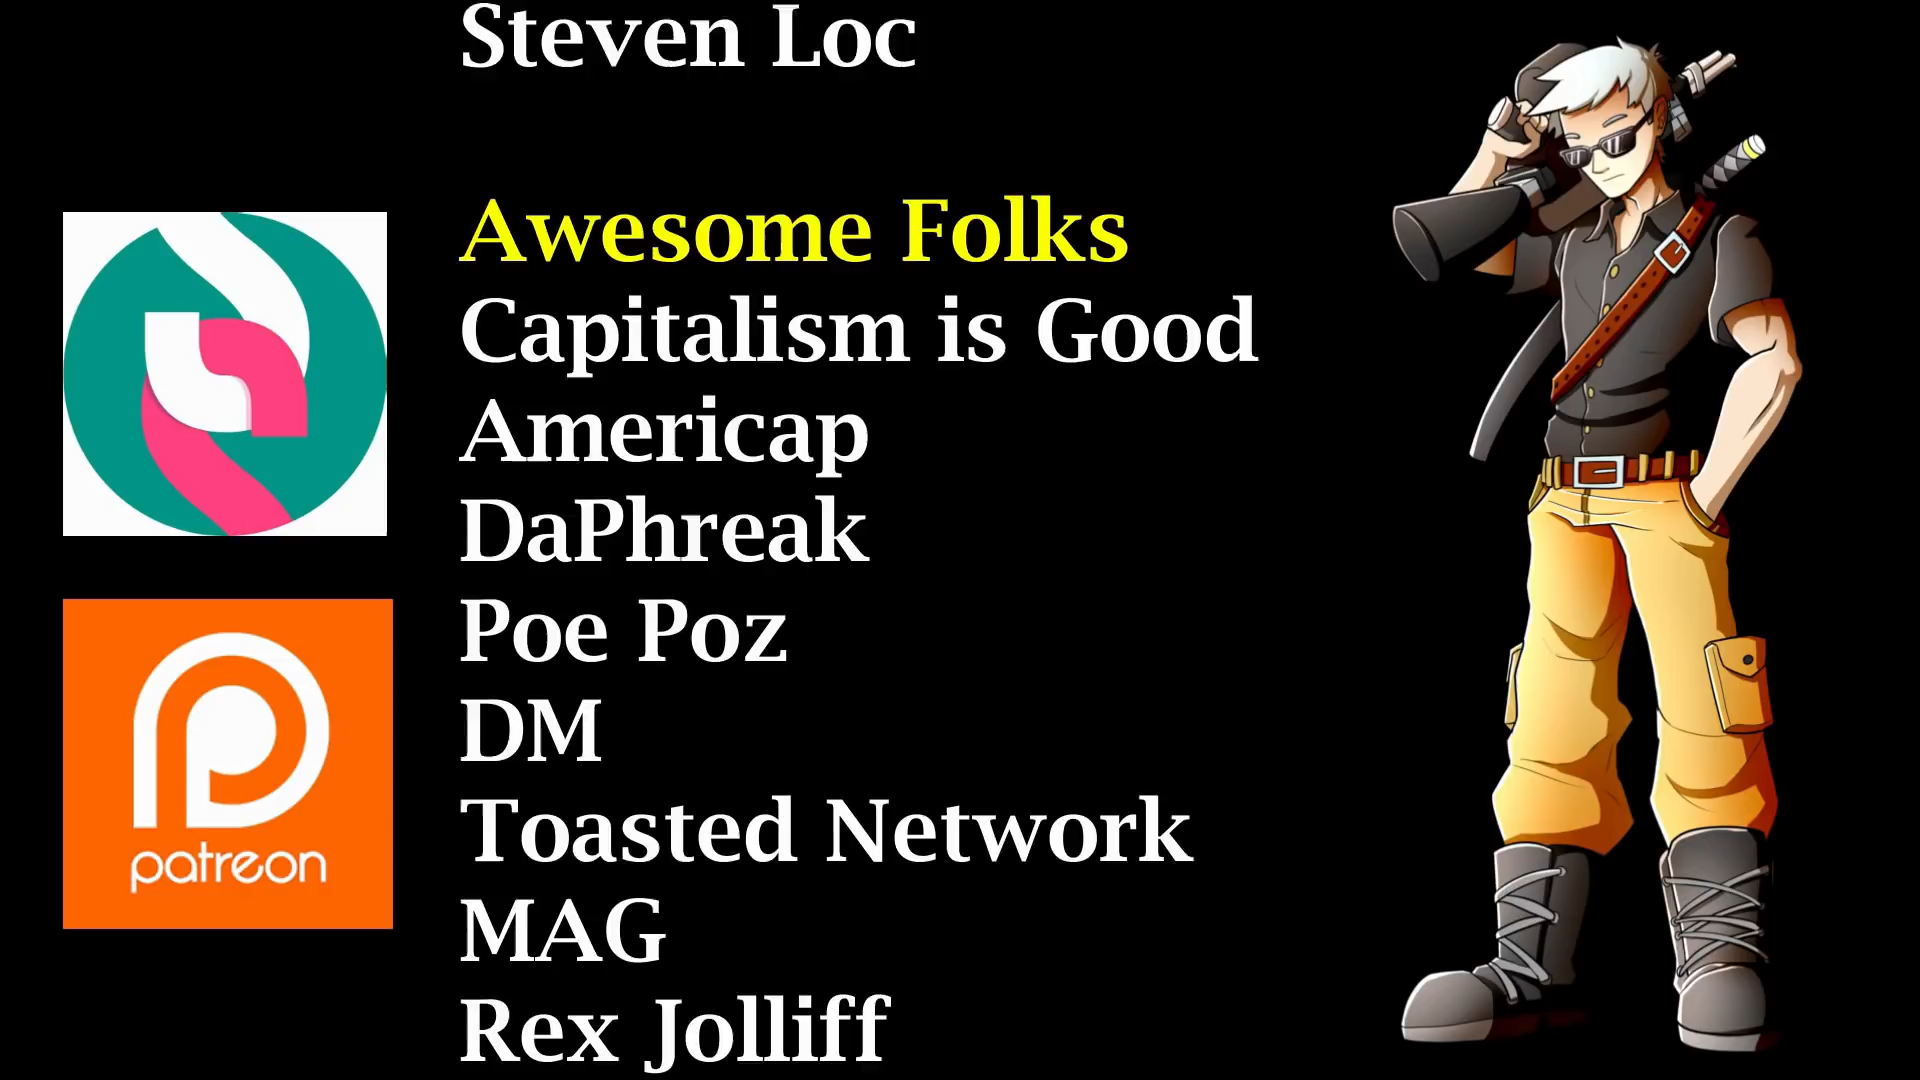 Steven Loc
Awesome Folks
Capitalism is Good
Americap
DaPhreak
Poe Poz
DM
Toasted Network
MAG
Rex Jolliff
patreon